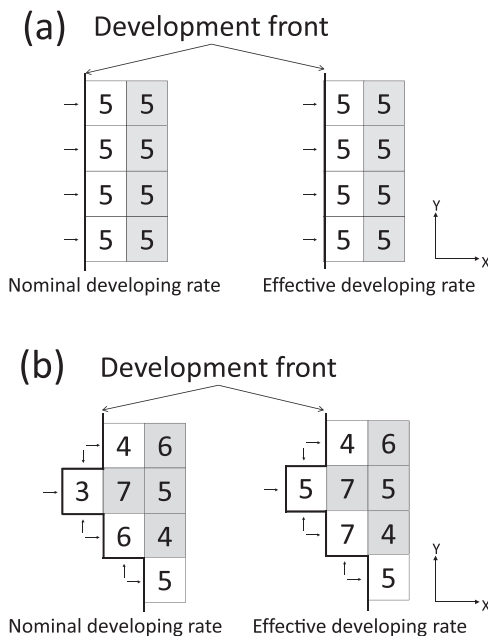 (a) Development front
5 5 5 5
5 5 5 5
5 5 5 5
5 5 5 5
Y
X
Nominal developing rate Effective developing rate
(b) Development front
4 6 4 6
3 7 5 5 7 5
6 4 7 4
5 5
Y
X
Nominal developing rate Effective developing rate